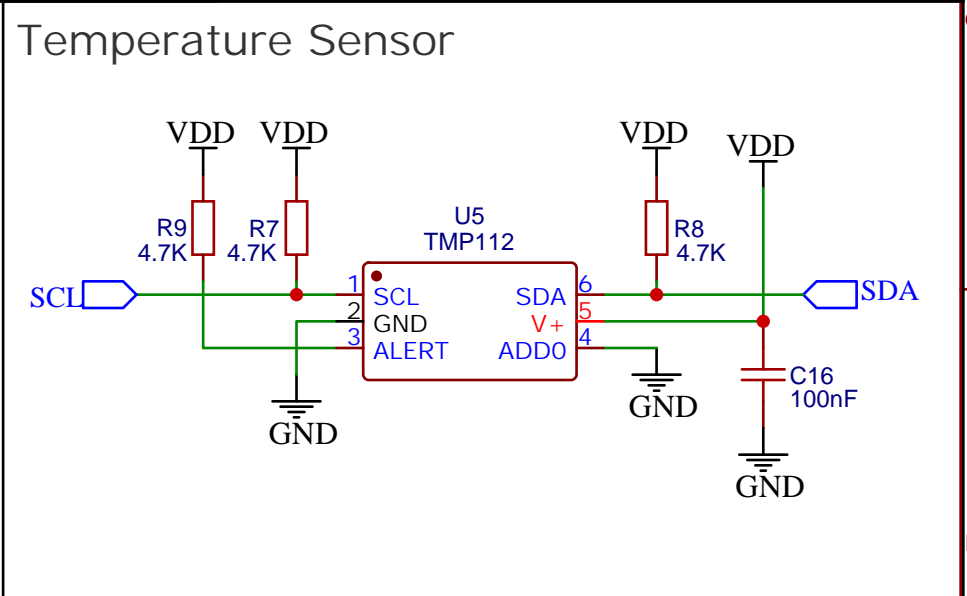 Temperature Sensor
VDD
VDD
VDD
VDD
R9
4.7K
R7
4.7K
U5
TMP112
R8
4.7K
SCL
1
SCL
SDA
6
SDA
2
GND
V+
5
3
ALERT
ADD0
4
C16
100nF
GND
GND
GND